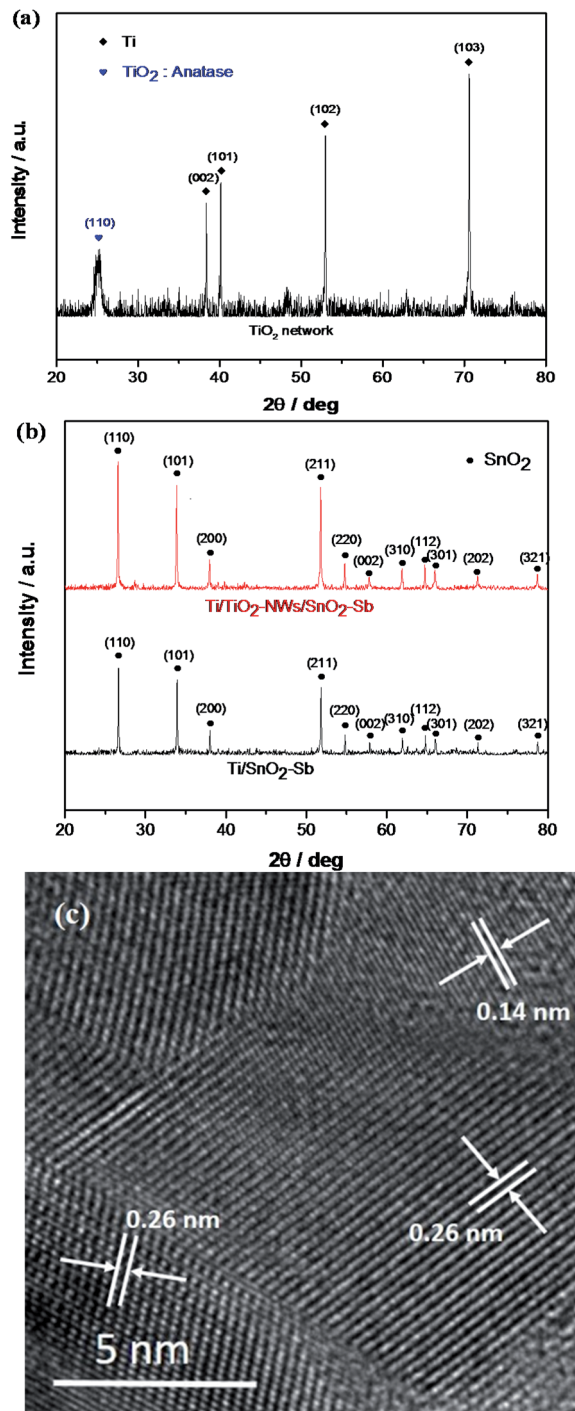 (a)
Ti
TiO2 : Anatase
(103)
(102)
(101)
(002)
(110)
Intensity / a.u.
TiO2 network
20 30 40 50 60 70 80
2θ / deg
(b)
SnO2
(110) (101) (200) (211) (220) (002) (310) (112) (301) (202) (321)
Ti/TiO2-NWs/SnO2-Sb
(110) (101) (200) (211) (220) (002) (310) (112) (301) (202) (321)
Ti/SnO2-Sb
Intensity / a.u.
20 30 40 50 60 70 80
2θ / deg
(c)
0.14 nm
0.26 nm
0.26 nm
5 nm